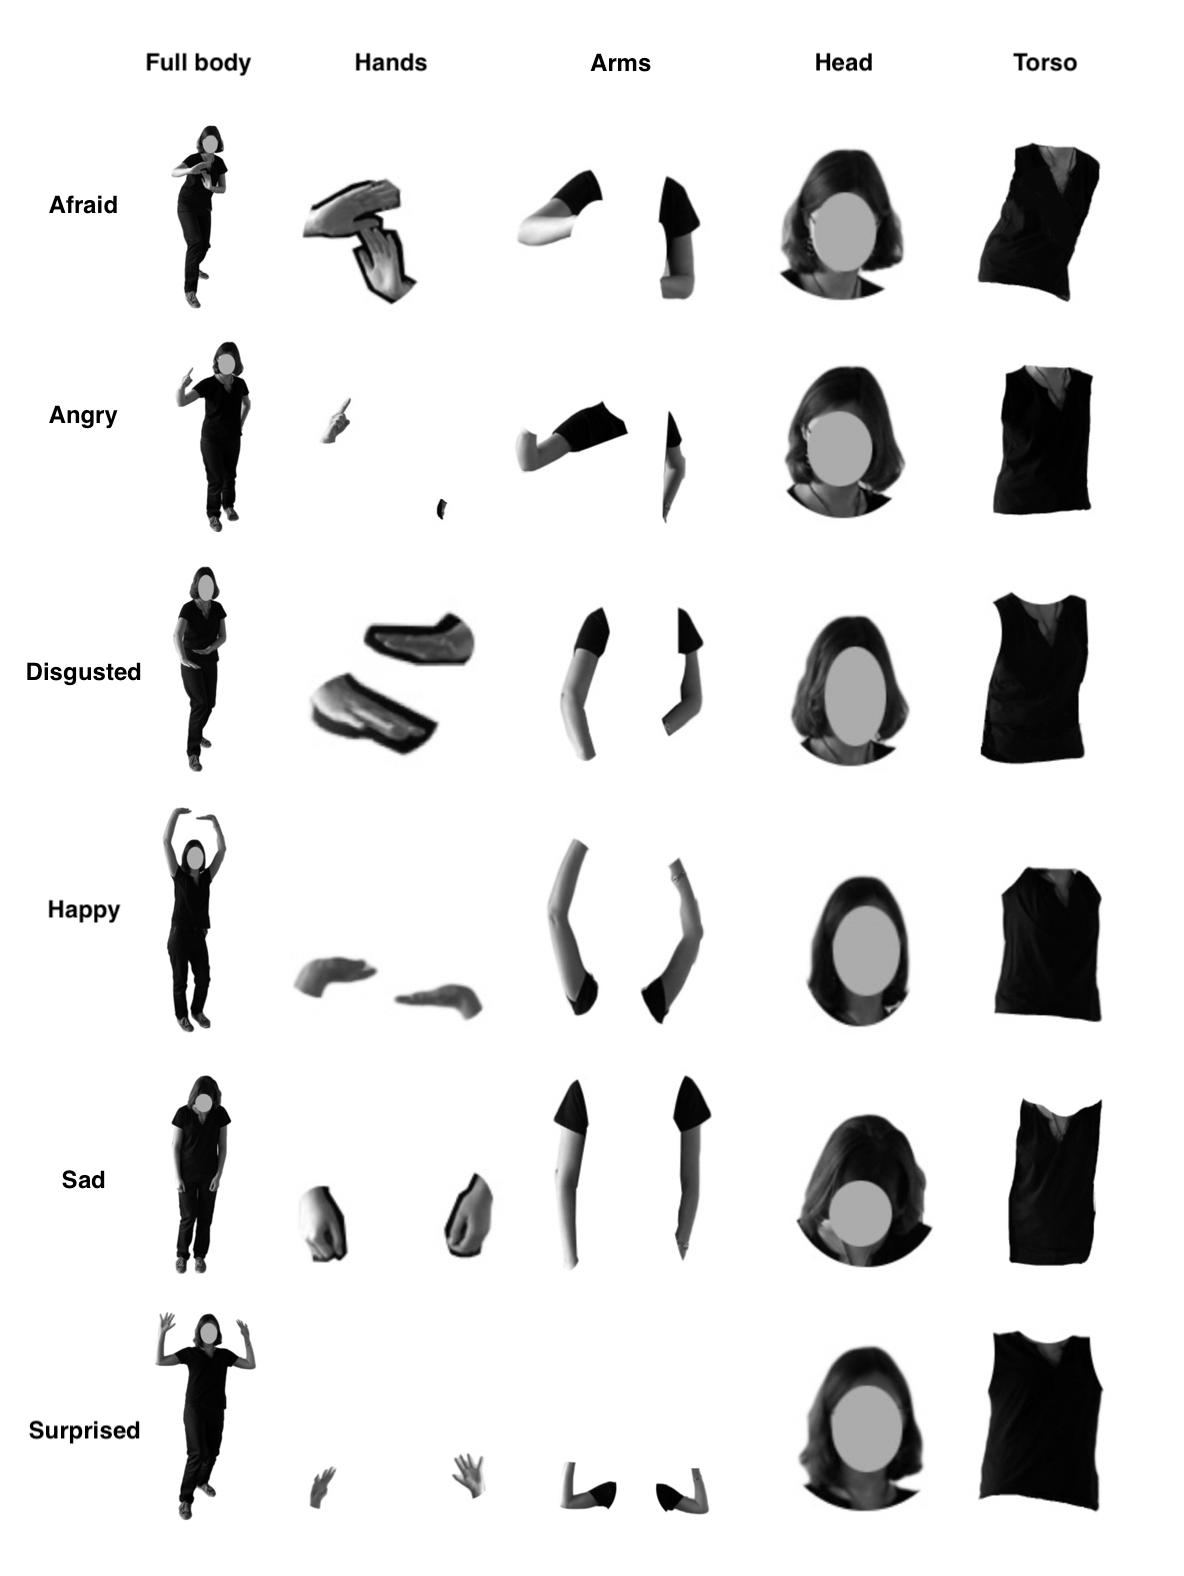 Full body Hands Arms Head Torso
Afraid
Angry
Disgusted
Happy
Sad
Surprised